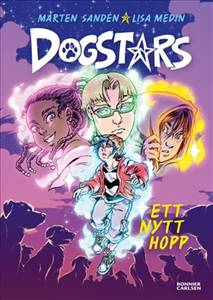 MÅRTEN SANDÉN ★ LISA MEDIN
DOGSTARS
ETT
NYTT
HOPP
BONNIER
CARLSEN